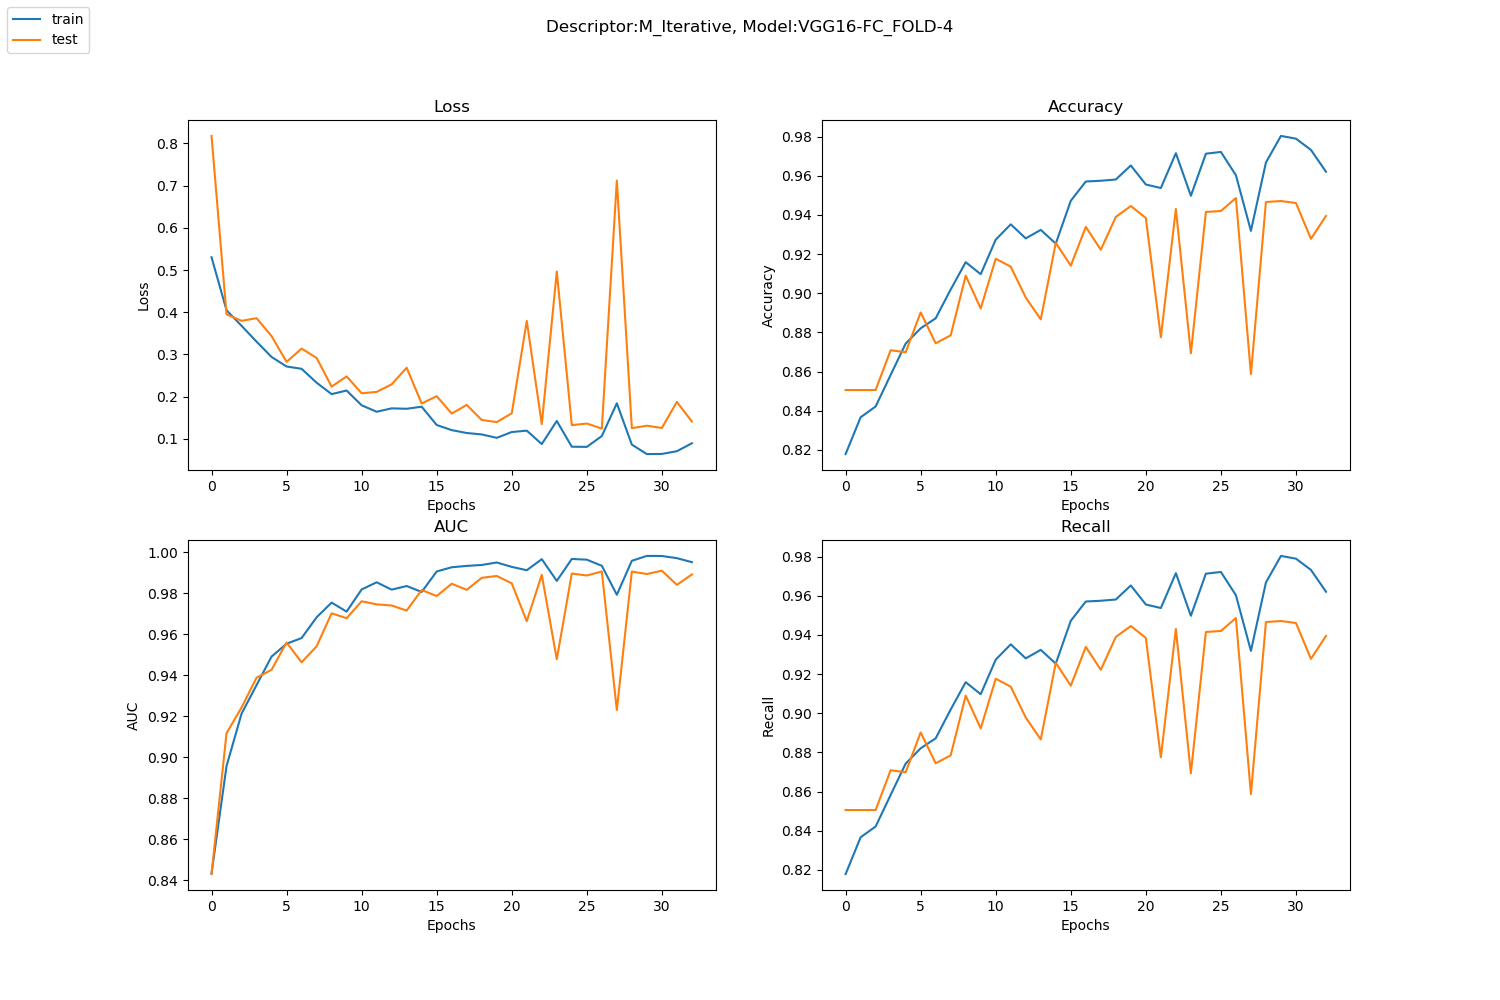 train
test
Descriptor:M_Iterative, Model:VGG16-FC_FOLD-4
Loss
0.8
0.7
0.6
0.5
0.4
0.3
0.2
0.1
Loss
0 5 10 15 20 25 30
Epochs
Accuracy
0.98
0.96
0.94
0.92
0.90
0.88
0.86
0.84
0.82
Accuracy
0 5 10 15 20 25 30
Epochs
AUC
1.00
0.98
0.96
0.94
0.92
0.90
0.88
0.86
0.84
AUC
0 5 10 15 20 25 30
Epochs
Recall
0.98
0.96
0.94
0.92
0.90
0.88
0.86
0.84
0.82
Recall
0 5 10 15 20 25 30
Epochs